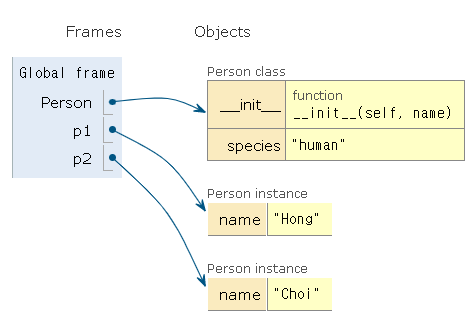 Frames Objects
Global frame
Person
p1
p2
Person class
__init__ function
__init__(self, name)
species "human"
Person instance
name "Hong"
Person instance
name "Choi"